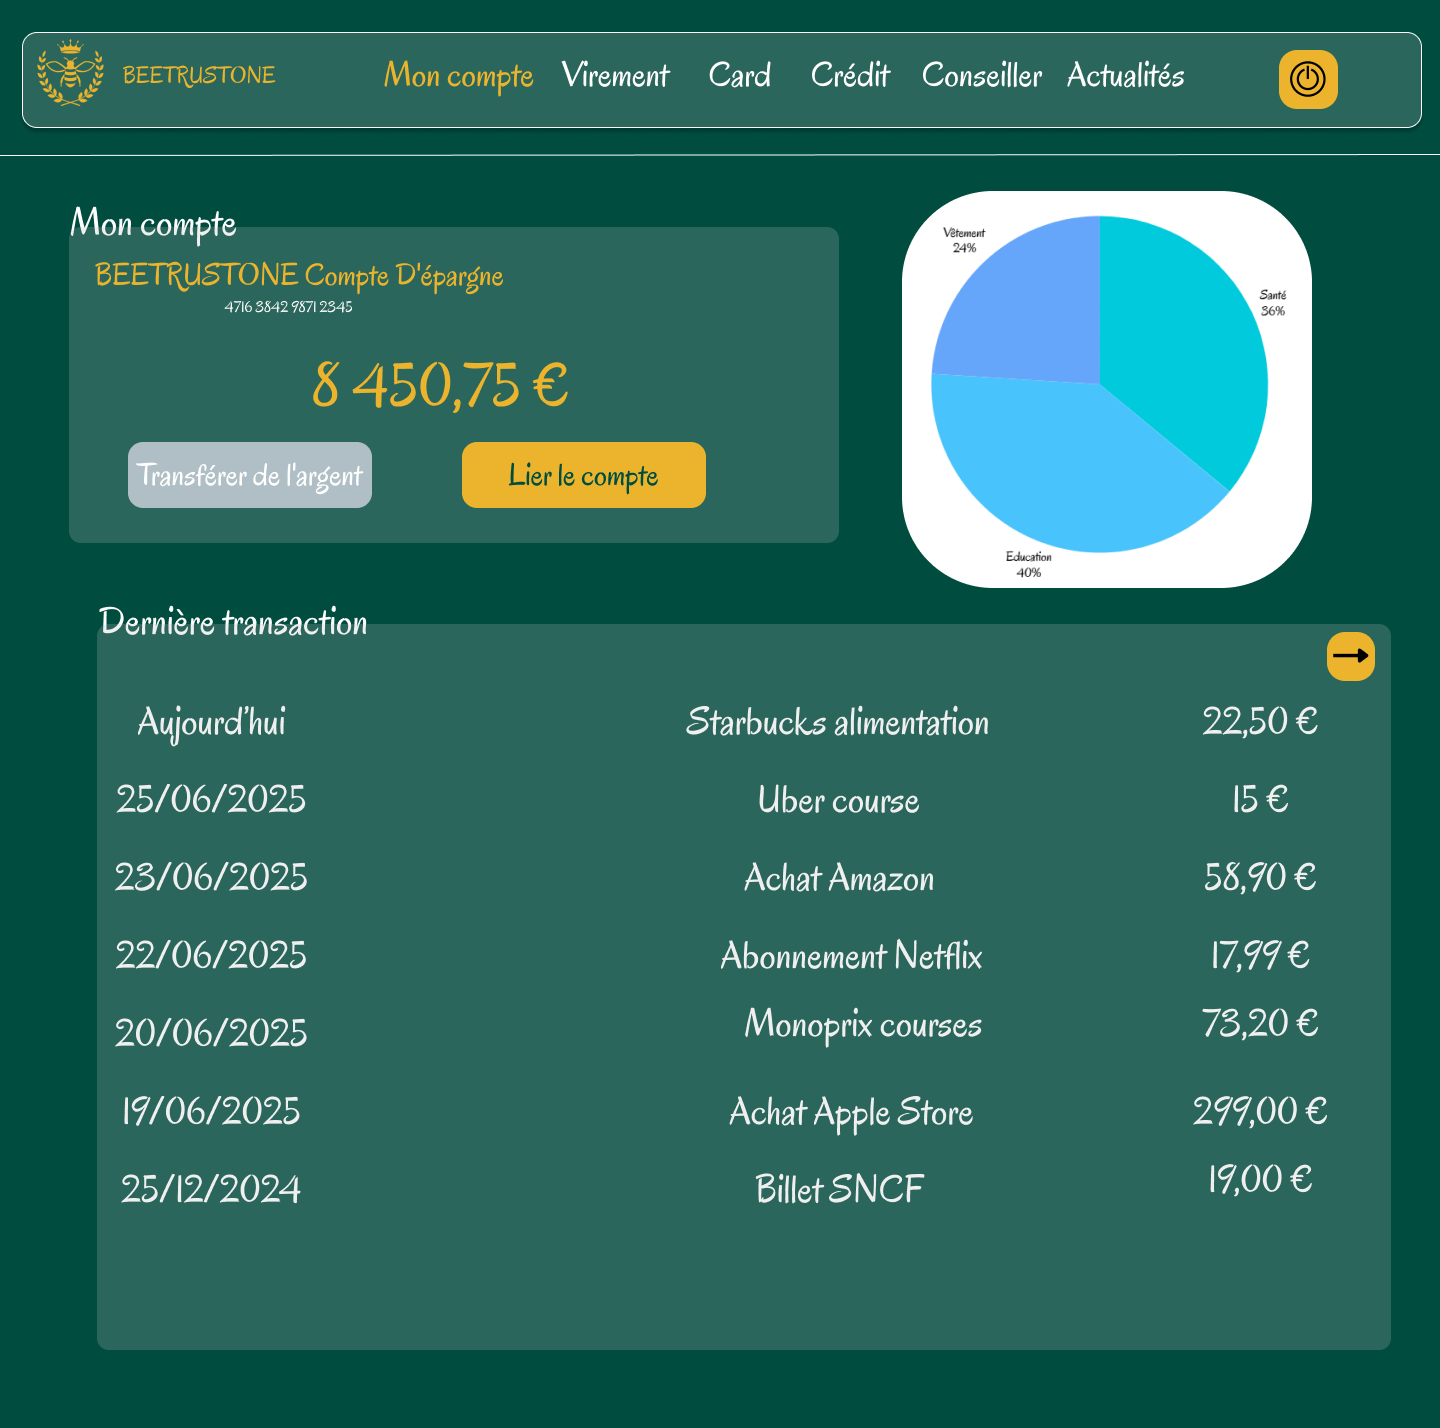 BEETRUSTONE Mon compte Virement Card Crédit Conseiller Actualités
Mon compte
BEETRUSTONE Compte D'épargne
4716 3842 9871 2345
8 450,75 €
Transférer de l'argent Lier le compte
Vêtement
24%
Santé
36%
Education
40%
Dernière transaction
Aujourd’hui Starbucks alimentation 22,50 €
25/06/2025 Uber course 15 €
23/06/2025 Achat Amazon 58,90 €
22/06/2025 Abonnement Netflix 17,99 €
20/06/2025 Monoprix courses 73,20 €
19/06/2025 Achat Apple Store 299,00 €
25/12/2024 Billet SNCF 19,00 €